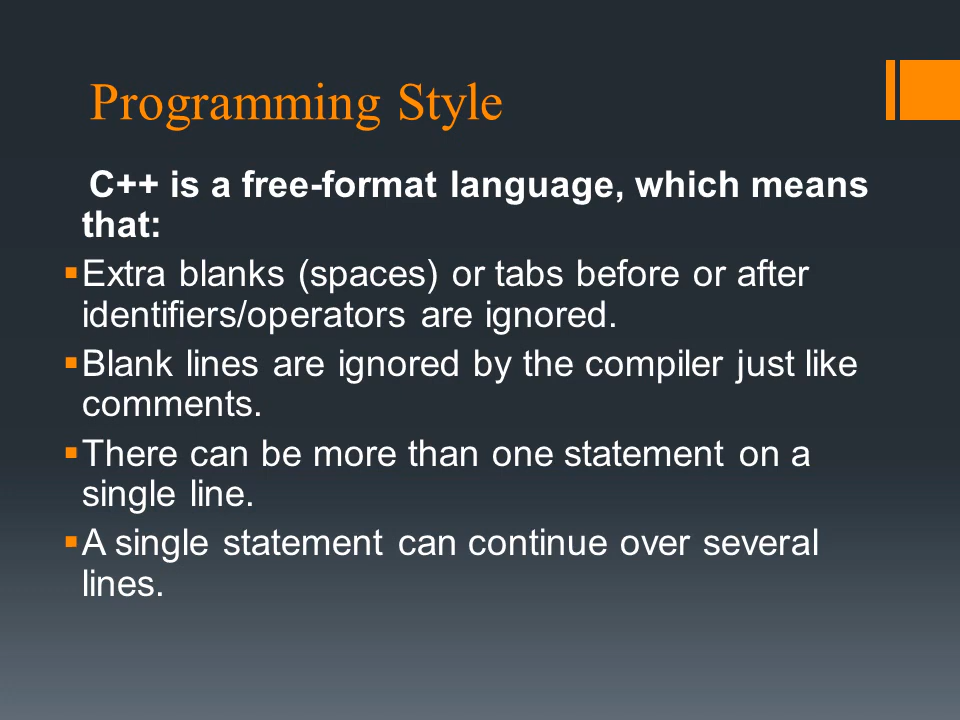 Programming Style
C++ is a free-format language, which means
that:
▪Extra blanks (spaces) or tabs before or after
identifiers/operators are ignored.
▪Blank lines are ignored by the compiler just like
comments.
▪There can be more than one statement on a
single line.
▪A single statement can continue over several
lines.